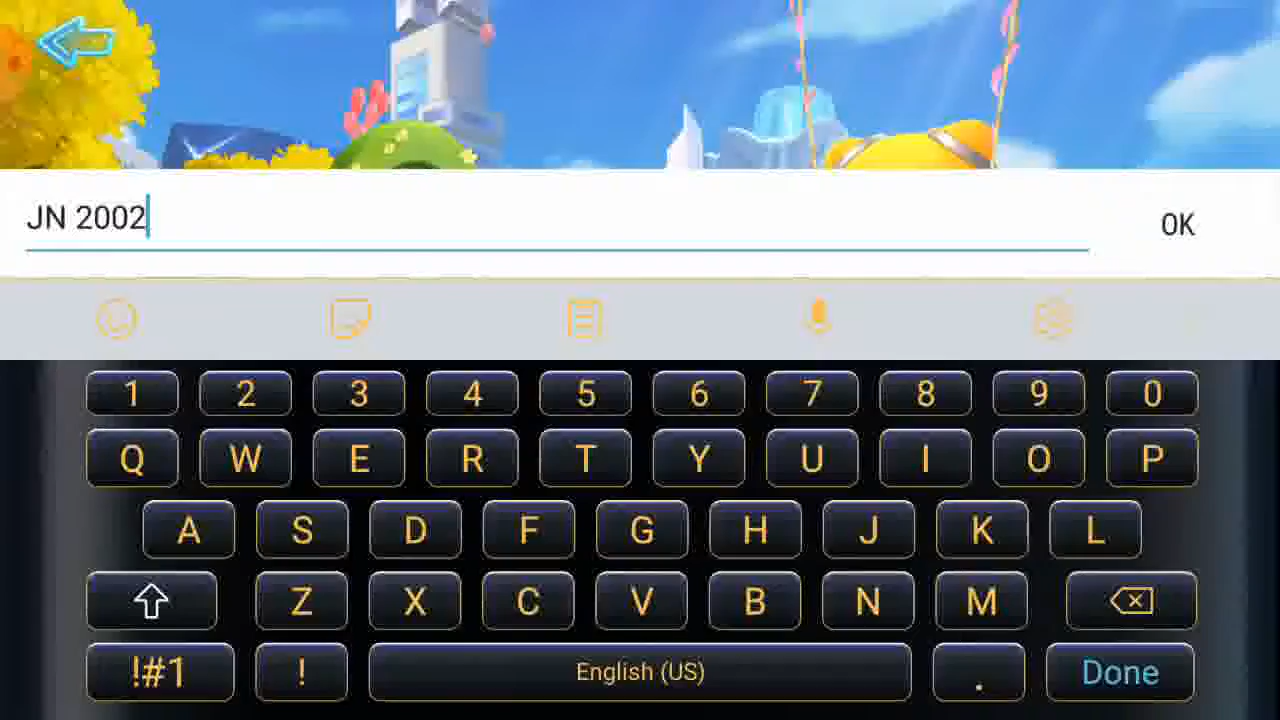 JN 2002
OK
1 2 3 4 5 6 7 8 9 0
Q W E R T Y U I O P
A S D F G H J K L
Z X C V B N M
!#1 ! English (US) . Done